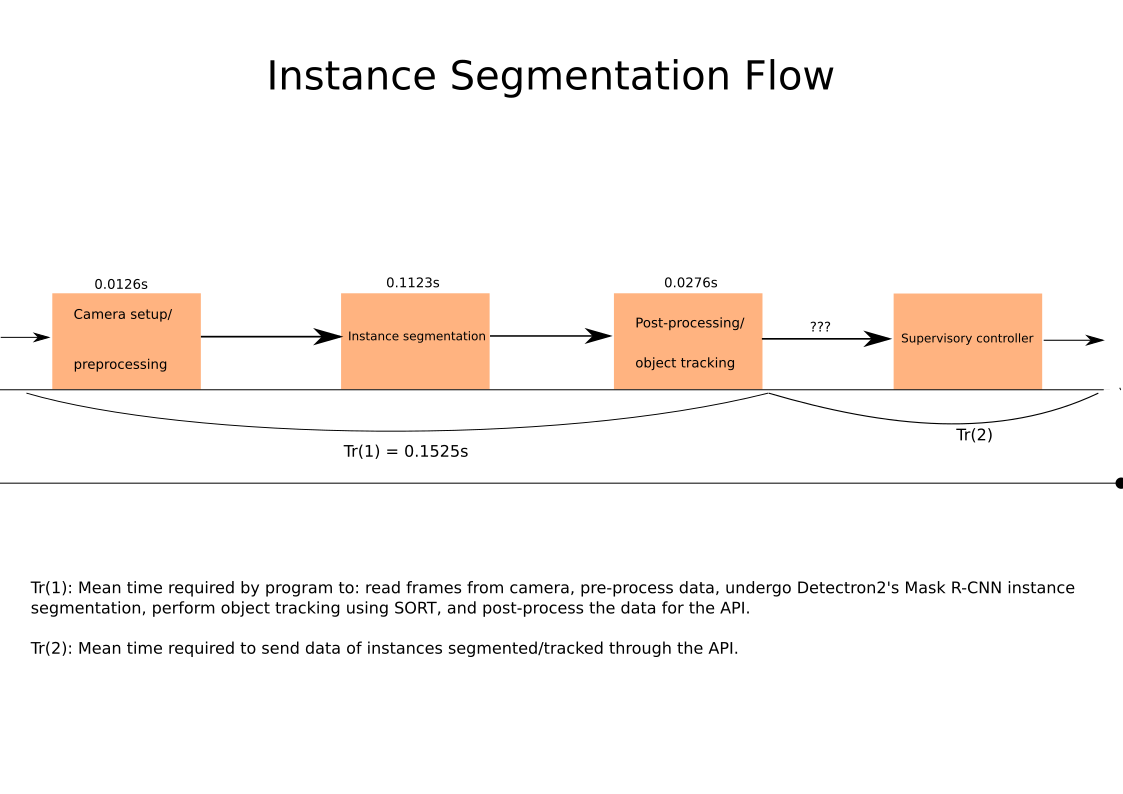 Instance Segmentation Flow
0.0126s
0.1123s
0.0276s
Camera setup/
preprocessing
Instance segmentation
Post-processing/
object tracking
???
Supervisory controller
Tr(1) = 0.1525s
Tr(2)
Tr(1): Mean time required by program to: read frames from camera, pre-process data, undergo Detectron2's Mask R-CNN instance
segmentation, perform object tracking using SORT, and post-process the data for the API.
Tr(2): Mean time required to send data of instances segmented/tracked through the API.